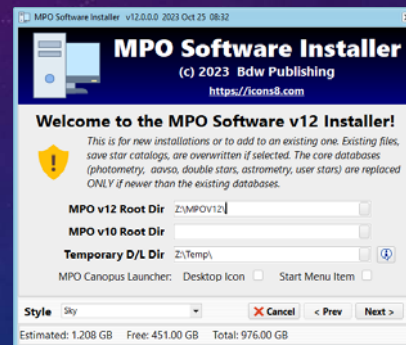 MPO Software Installer v12.0.0.0 2023 Oct 25 08:32
MPO Software Installer
(c) 2023 Bdw Publishing
https://icons8.com
Welcome to the MPO Software v12 Installer!
This is for new installations or to add to an existing one. Existing files,
save star catalogs, are overwritten if selected. The core databases
(photometry, aavso, double stars, astrometry, user stars) are replaced
ONLY if newer than the existing databases.
MPO v12 Root Dir Z:\MPOV12\
MPO v10 Root Dir
Temporary D/L Dir Z:\Temp\
MPO Canopus Launcher: Desktop Icon Start Menu Item
Style Sky Cancel < Prev Next >
Estimated: 1.208 GB Free: 451.00 GB Total: 976.00 GB